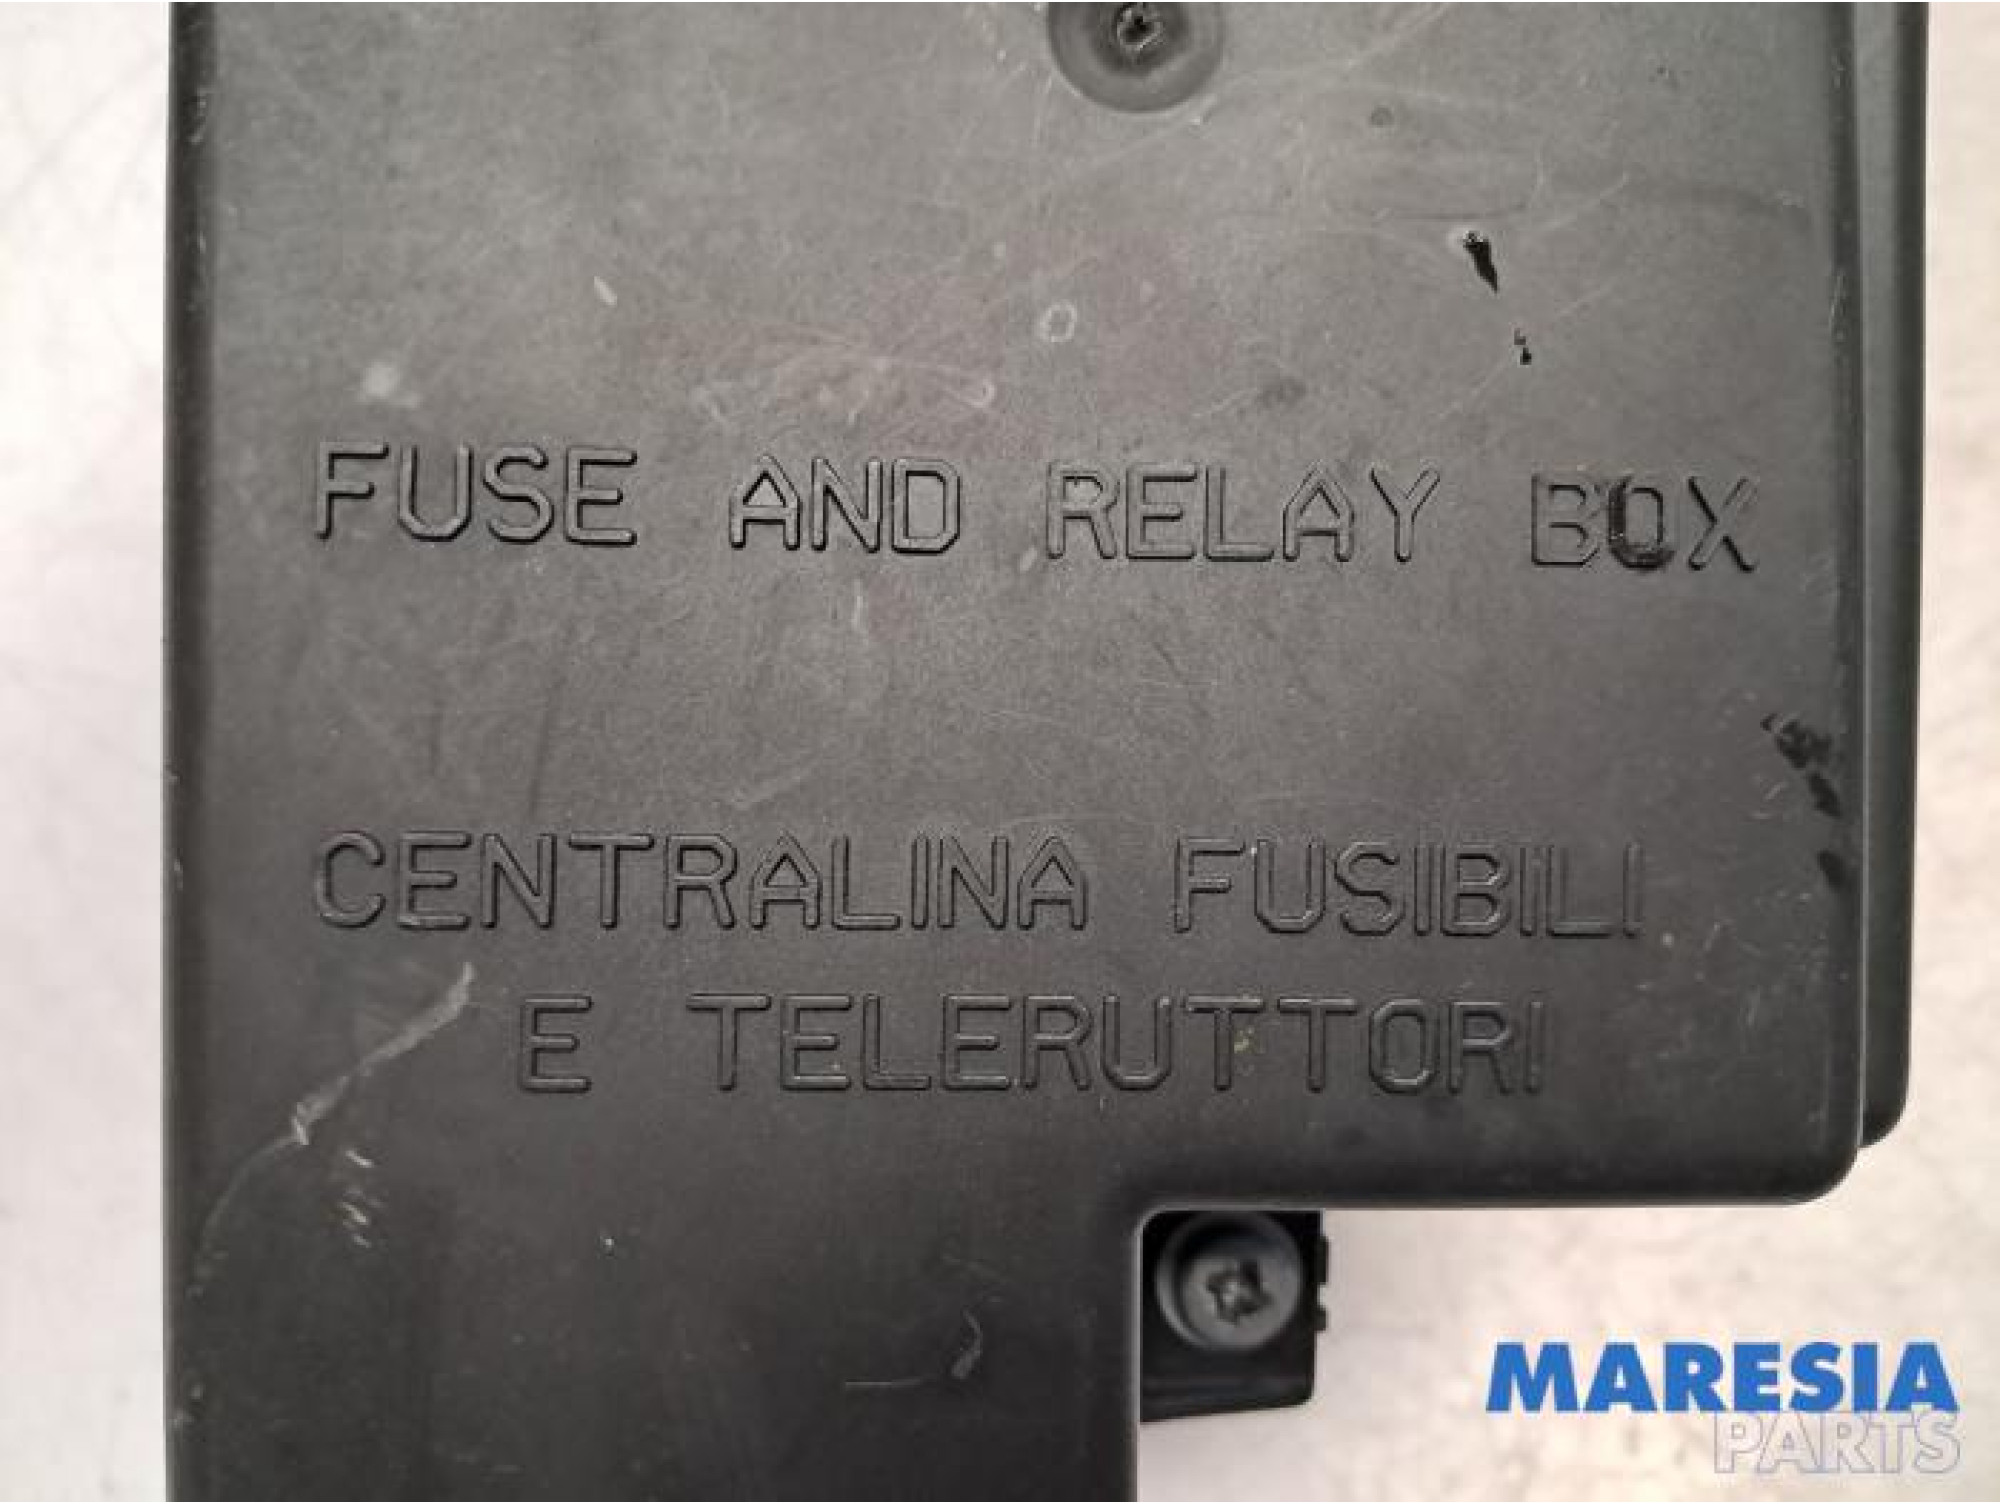 FUSE AND RELAY BOX
CENTRALINA FUSIBILI
E TELERUTTORI
MARESIA
PARTS